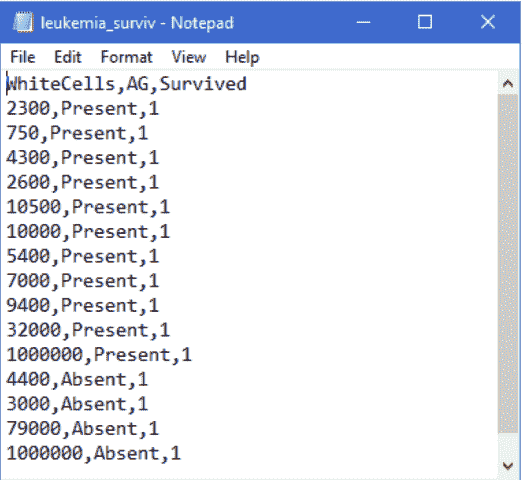 leukemia_surviv - Notepad
File Edit Format View Help
WhiteCells,AG,Survived
2300,Present,1
750,Present,1
4300,Present,1
2600,Present,1
10500,Present,1
10000,Present,1
5400,Present,1
7000,Present,1
9400,Present,1
32000,Present,1
1000000,Present,1
4400,Absent,1
3000,Absent,1
79000,Absent,1
1000000,Absent,1